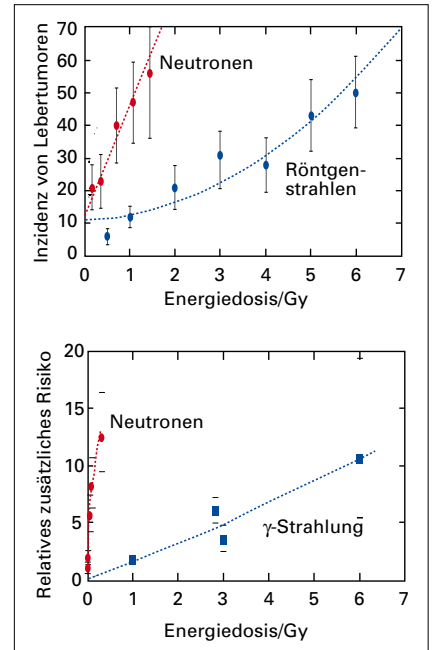 70
60
50
40
30
20
10
0
Inzidenz von Lebertumoren
Neutronen
Röntgen-
strahlen
0 1 2 3 4 5 6 7
Energiedosis/Gy
20
15
10
5
0
Relatives zusätzliches Risiko
Neutronen
γ-Strahlung
0 1 2 3 4 5 6 7
Energiedosis/Gy